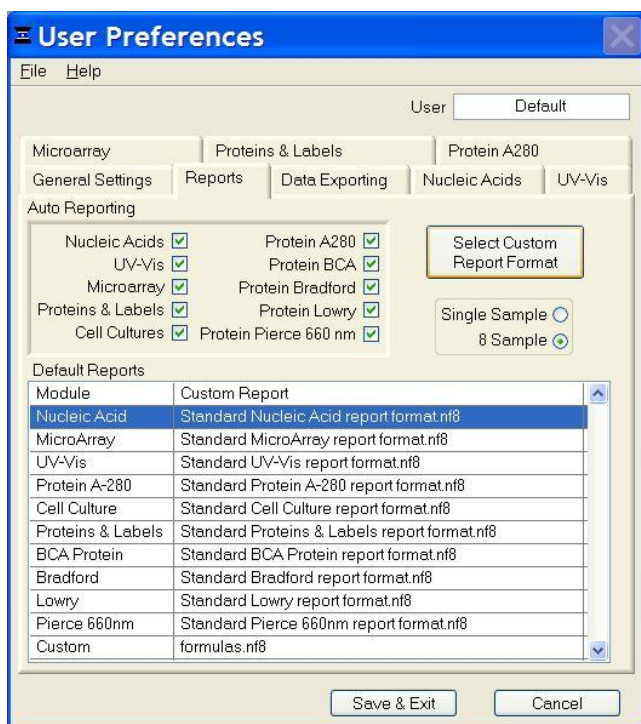 User Preferences
File Help
User Default
Microarray Proteins & Labels Protein A280
General Settings Reports Data Exporting Nucleic Acids UV-Vis
Auto Reporting
Nucleic Acids Protein A280
UV-Vis Protein BCA
Microarray Protein Bradford
Proteins & Labels Protein Lowry
Cell Cultures Protein Pierce 660 nm
Select Custom
Report Format
Single Sample
8 Sample
Default Reports
Module Custom Report
Nucleic Acid Standard Nucleic Acid report format.nf8
MicroArray Standard MicroArray report format.nf8
UV-Vis Standard UV-Vis report format.nf8
Protein A-280 Standard Protein A-280 report format.nf8
Cell Culture Standard Cell Culture report format.nf8
Proteins & Labels Standard Proteins & Labels report format.nf8
BCA Protein Standard BCA Protein report format.nf8
Bradford Standard Bradford report format.nf8
Lowry Standard Lowry report format.nf8
Pierce 660nm Standard Pierce 660nm report format.nf8
Custom formulas.nf8
Save & Exit Cancel